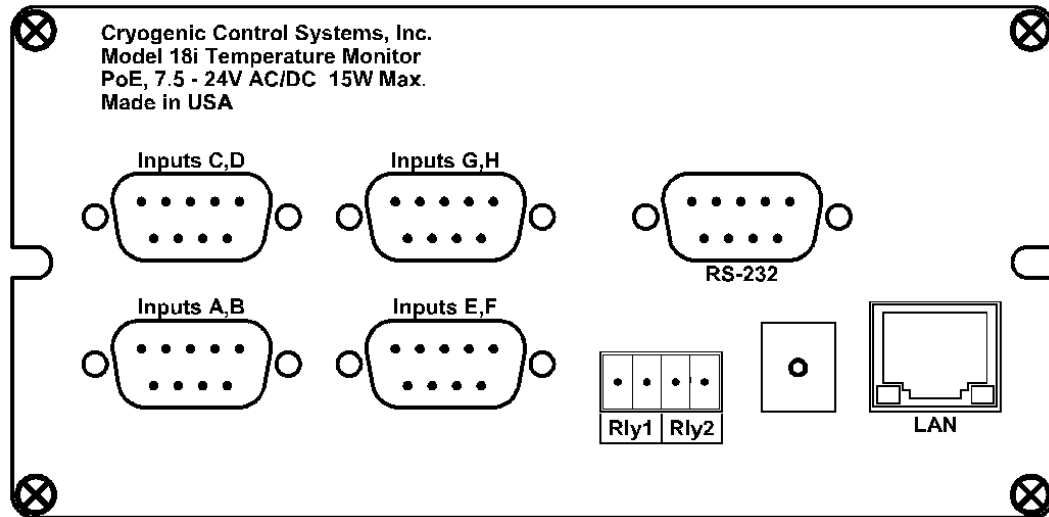 Cryogenic Control Systems, Inc.
Model 18i Temperature Monitor
PoE, 7.5 - 24V AC/DC  15W Max.
Made in USA
Inputs C,D
Inputs G,H
RS-232
Inputs A,B
Inputs E,F
Rly1
Rly2
LAN